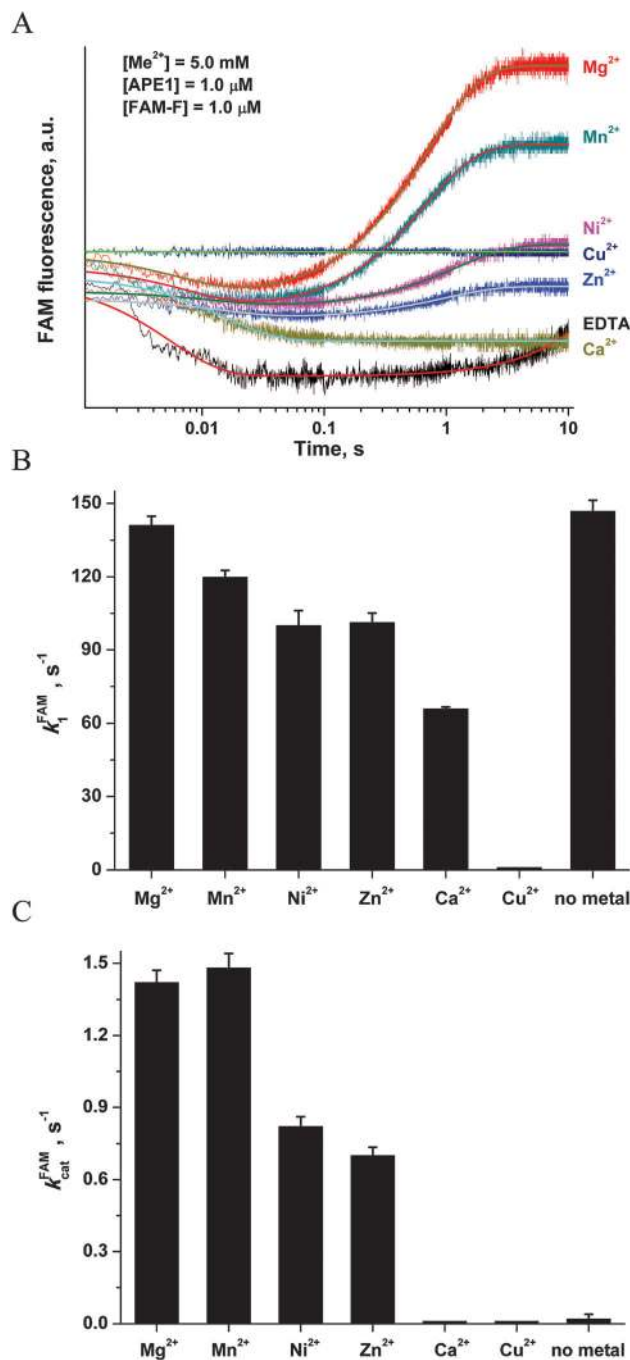 A
[Me²⁺] = 5.0 mM
[APE1] = 1.0 μM
[FAM-F] = 1.0 μM
FAM fluorescence, a.u.
Mg²⁺
Mn²⁺
Ni²⁺
Cu²⁺
Zn²⁺
EDTA
Ca²⁺
0.01 0.1 1 10
Time, s
B
k₁ᶠᴬᴹ, s⁻¹
150
120
90
60
30
0
Mg²⁺ Mn²⁺ Ni²⁺ Zn²⁺ Ca²⁺ Cu²⁺ no metal
C
k_cat^FAM, s⁻¹
1.5
1.2
0.9
0.6
0.3
0.0
Mg²⁺ Mn²⁺ Ni²⁺ Zn²⁺ Ca²⁺ Cu²⁺ no metal